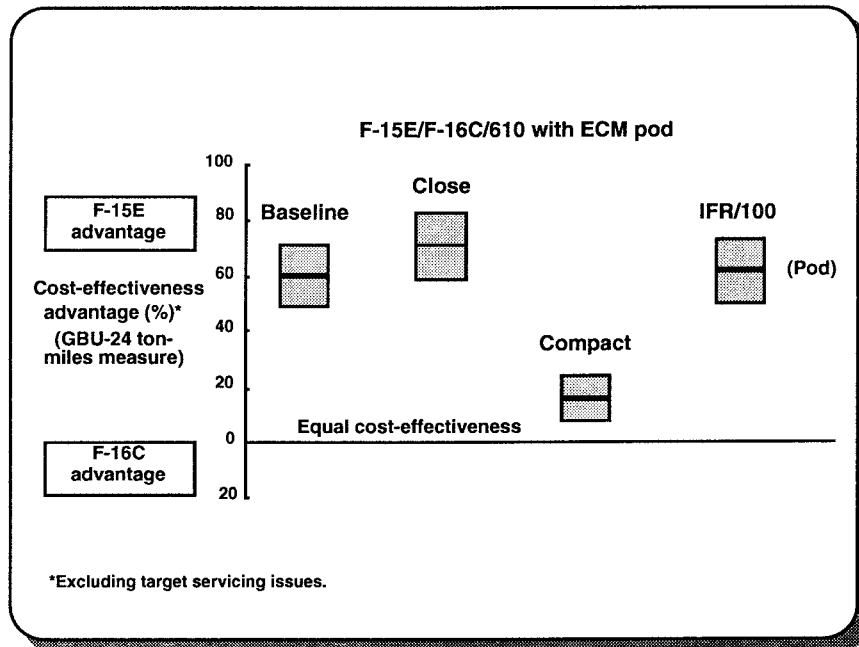 F-15E/F-16C/610 with ECM pod
100
80
60
40
20
0
20
F-15E
advantage
Cost-effectiveness
advantage (%)*
(GBU-24 ton-
miles measure)
F-16C
advantage
Baseline
Close
Compact
IFR/100
(Pod)
Equal cost-effectiveness
*Excluding target servicing issues.